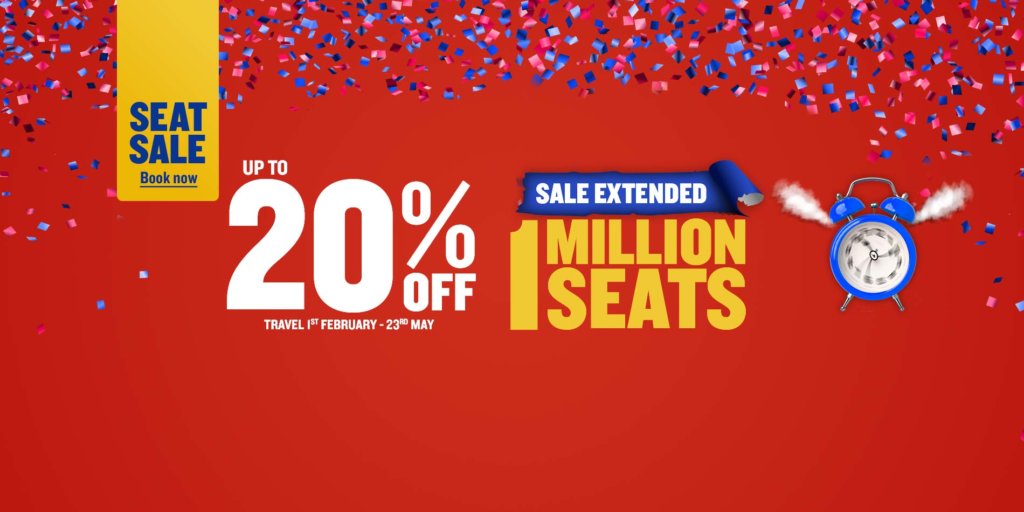 SEAT
SALE
Book now
UP TO
20%
OFF
TRAVEL 1ST FEBRUARY - 23RD MAY
SALE EXTENDED
1 MILLION
SEATS